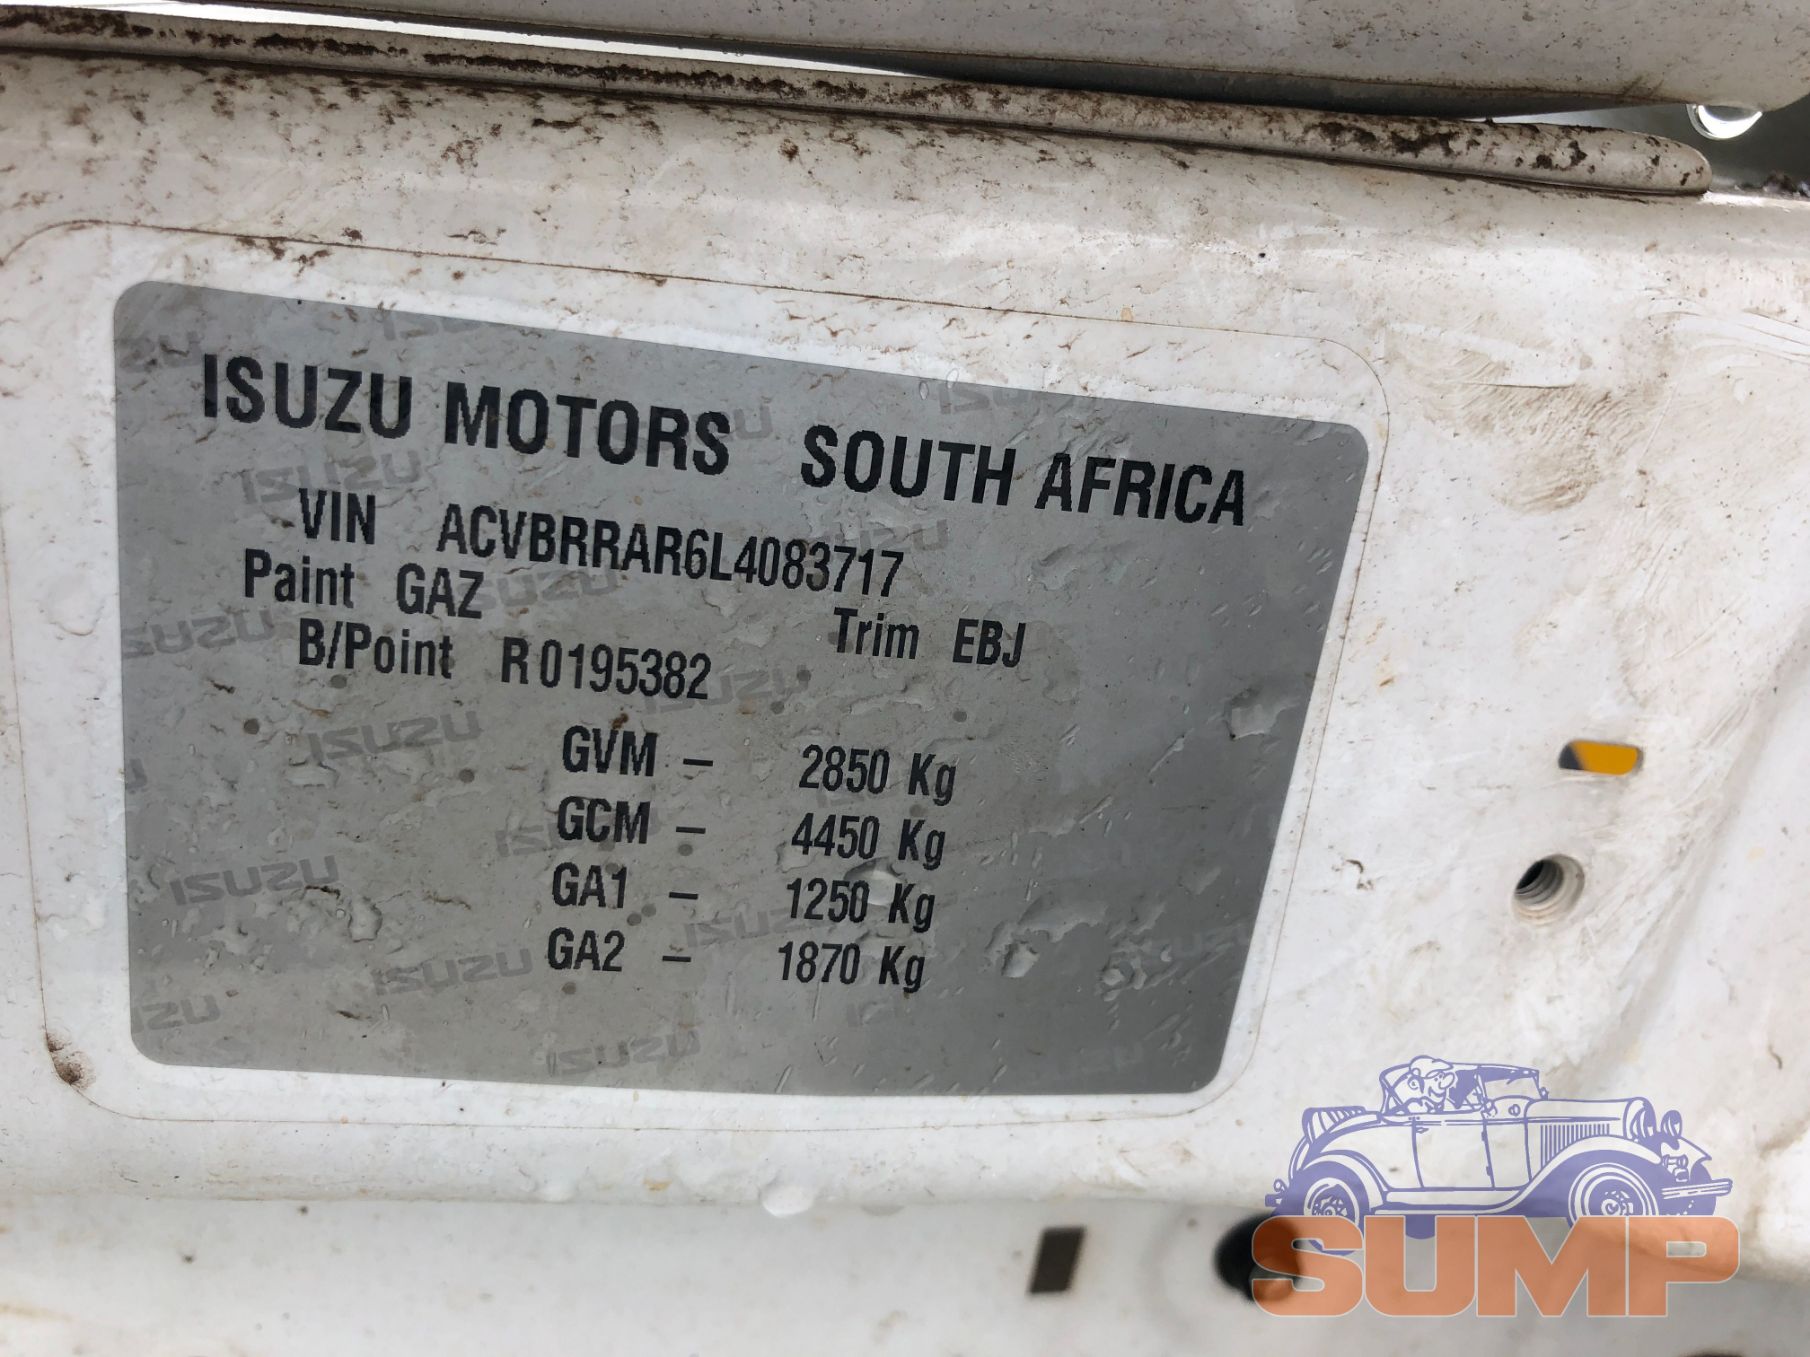 ISUZU MOTORS SOUTH AFRICA
VIN ACVBRRAR6L4083717
Paint GAZ Trim EBJ
B/Point R0195382
GVM – 2850 Kg
GCM – 4450 Kg
GA1 – 1250 Kg
GA2 – 1870 Kg
SUMP